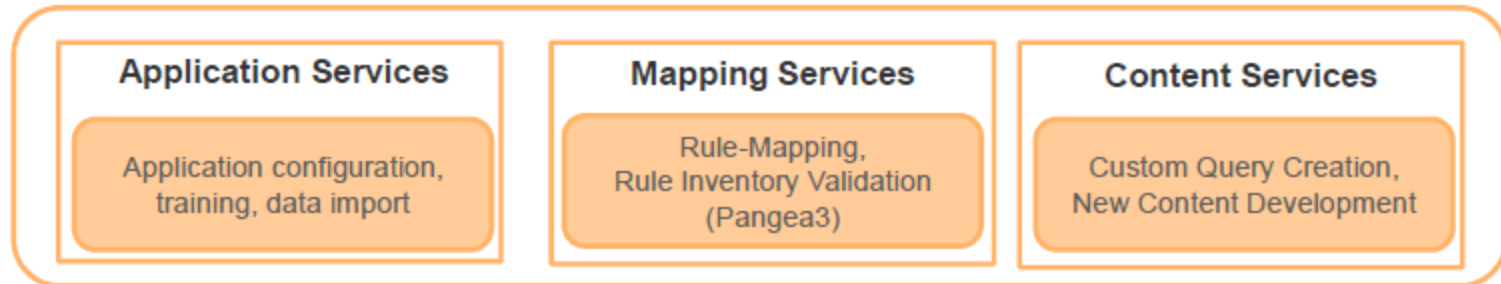 Application Services
Application configuration,
training, data import
Mapping Services
Rule-Mapping,
Rule Inventory Validation
(Pangea3)
Content Services
Custom Query Creation,
New Content Development